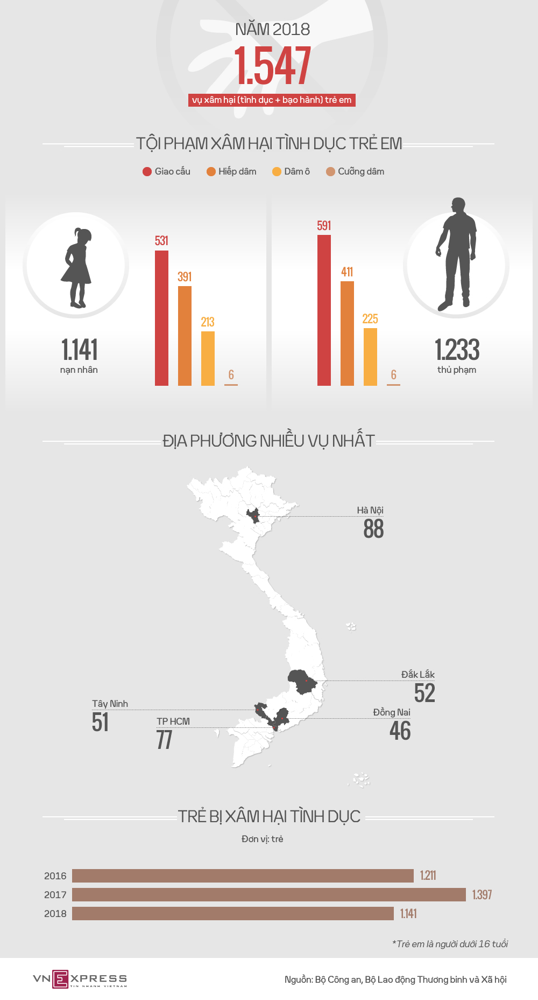 NĂM 2018
1.547
vụ xâm hại (tình dục + bạo hành) trẻ em
TỘI PHẠM XÂM HẠI TÌNH DỤC TRẺ EM
Giao cấu
Hiếp dâm
Dâm ô
Cưỡng dâm
531
391
213
6
1.141
nạn nhân
591
411
225
6
1.233
thủ phạm
ĐỊA PHƯƠNG NHIỀU VỤ NHẤT
Hà Nội
88
Đắk Lắk
52
Tây Ninh
51
Đồng Nai
46
TP HCM
77
TRẺ BỊ XÂM HẠI TÌNH DỤC
Đơn vị: trẻ
2016 1.211
2017 1.397
2018 1.141
*Trẻ em là người dưới 16 tuổi
VNEXPRESS
TIN NHANH VIETNAM
Nguồn: Bộ Công an, Bộ Lao động Thương binh và Xã hội